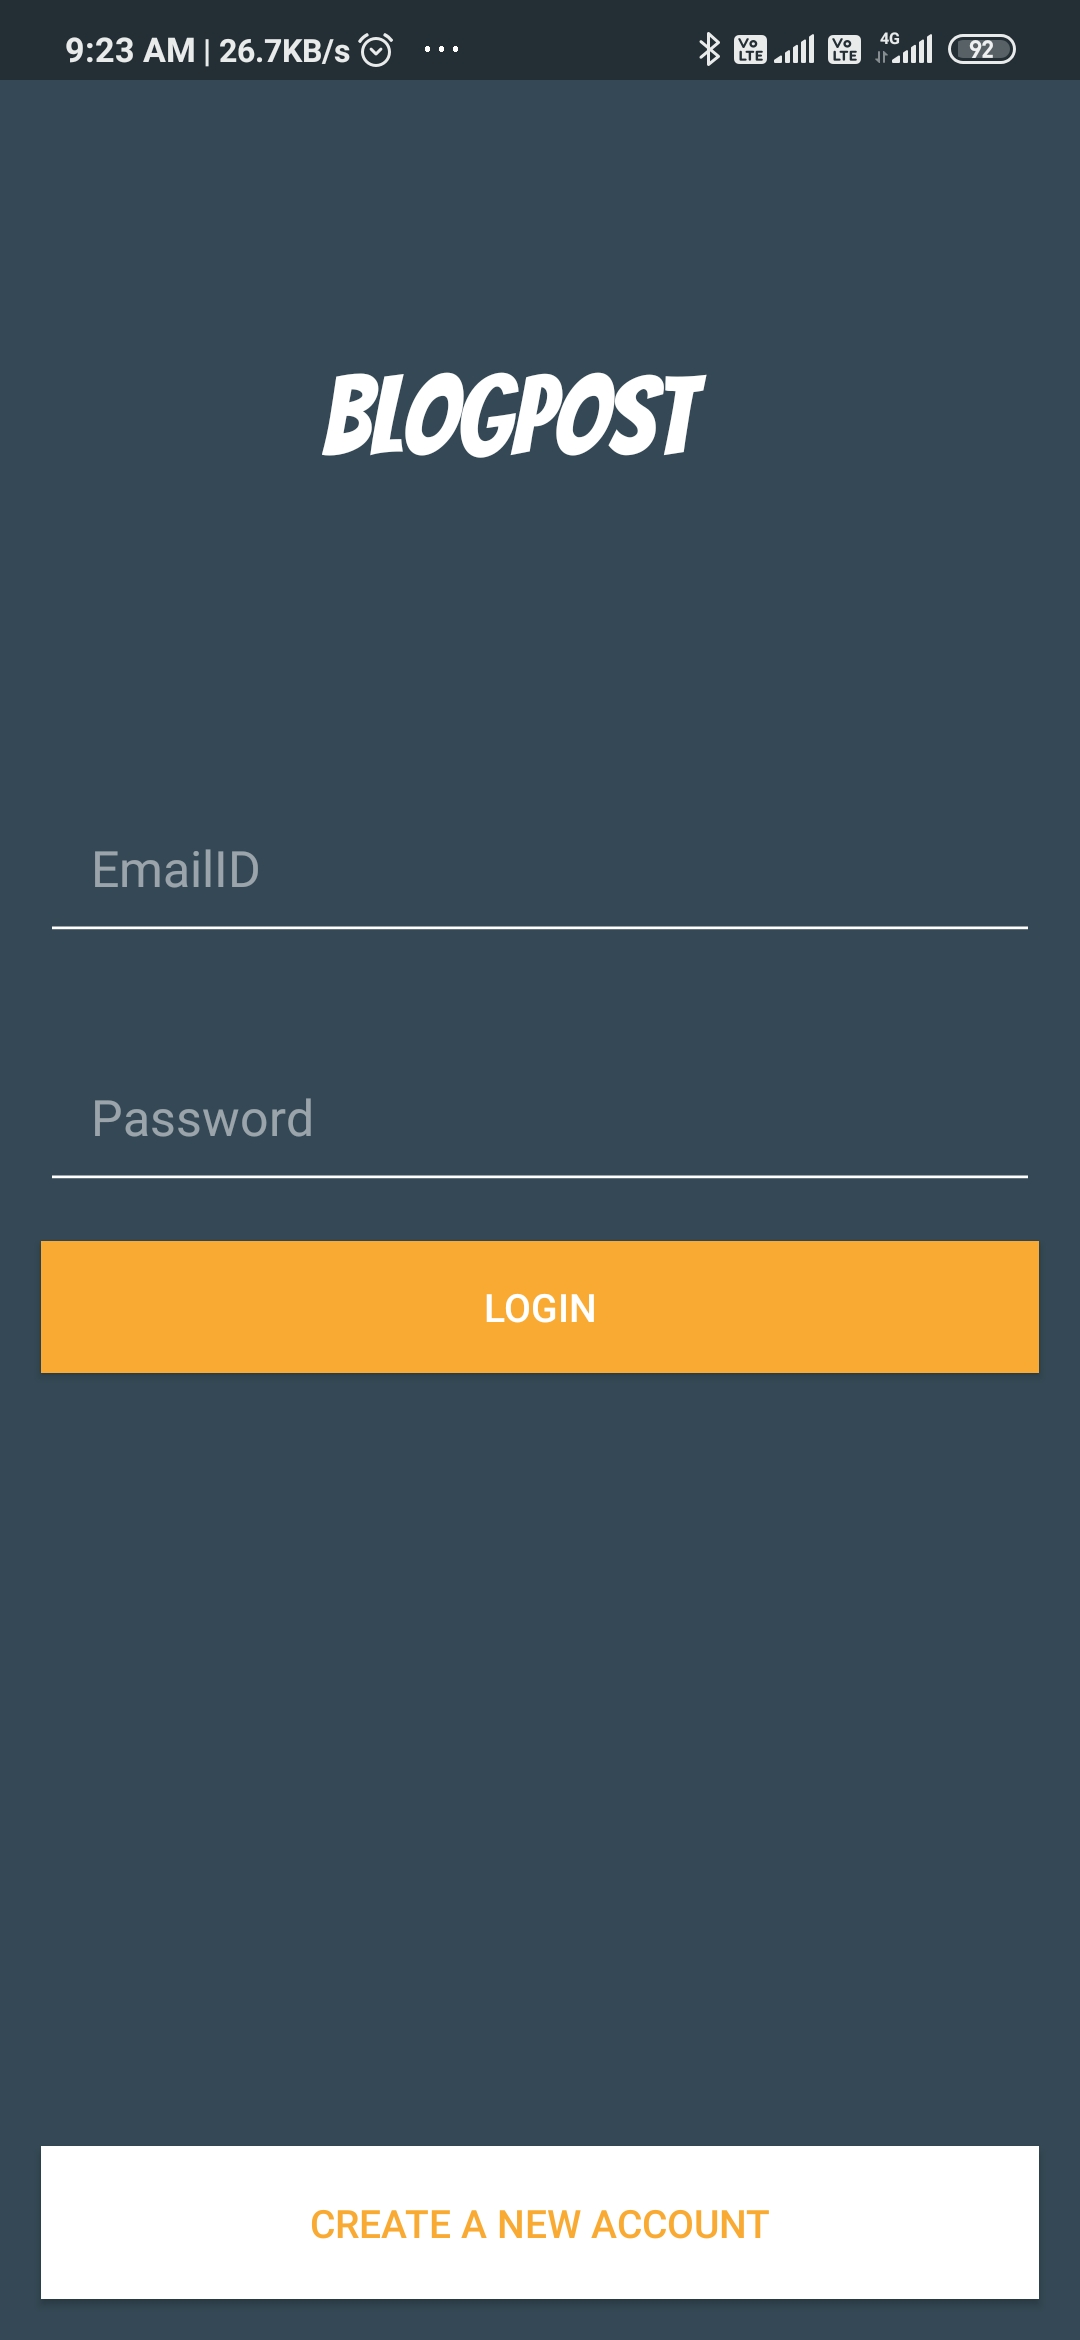 9:23 AM | 26.7KB/s ... Vo LTE Vo LTE 4G 92
BLOGPOST
EmailID
Password
LOGIN
CREATE A NEW ACCOUNT